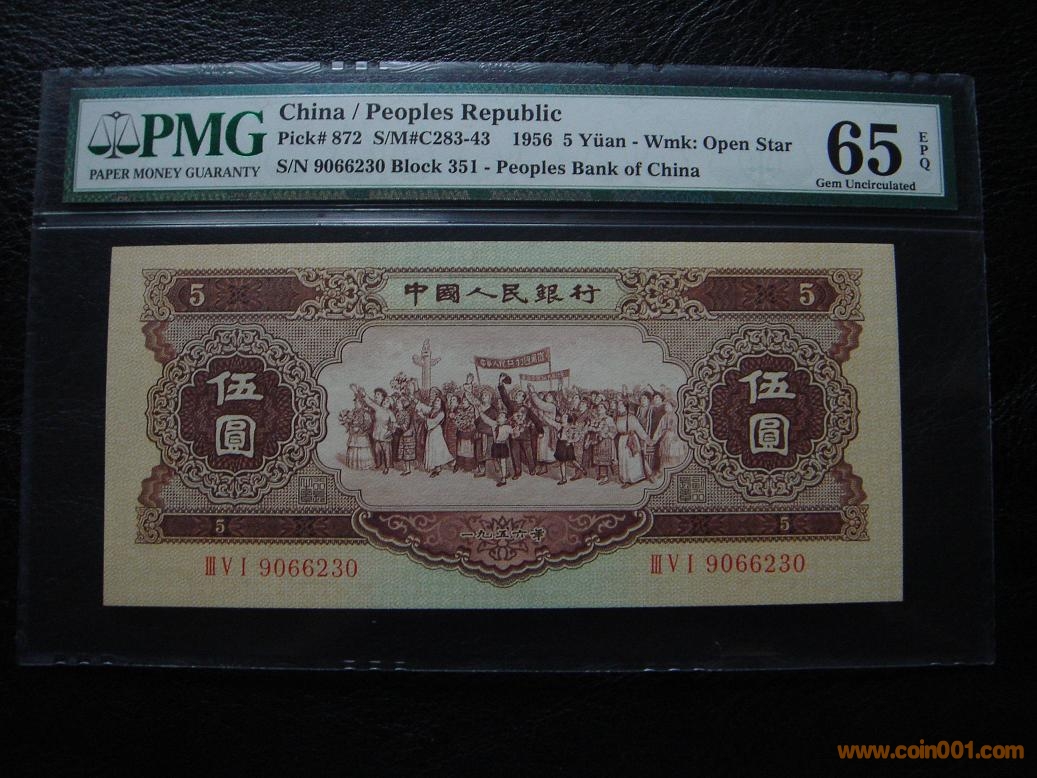 PMG
PAPER MONEY GUARANTY
China / Peoples Republic
Pick# 872 S/M#C283-43 1956 5 Yüan - Wmk: Open Star
S/N 9066230 Block 351 - Peoples Bank of China
65
EPQ
Gem Uncirculated
5 中國人民銀行 5
伍圓 伍圓
5 一九五六年 5
ⅢⅤⅠ 9066230 ⅢⅤⅠ 9066230
www.coin001.com